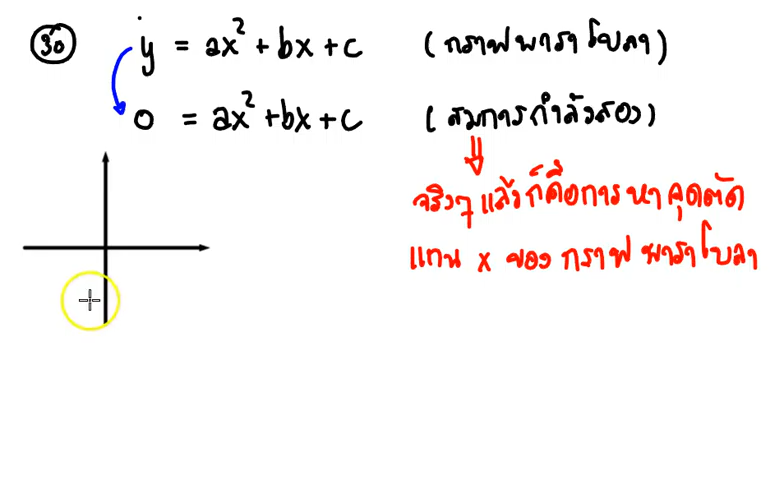 30 y = ax² + bx + c (กราฟพาราโบลา)
0 = ax² + bx + c (สมการกำลังสอง)
จริงๆ แล้วก็คือการหาจุดตัด
แกน x ของ กราฟ พาราโบลา